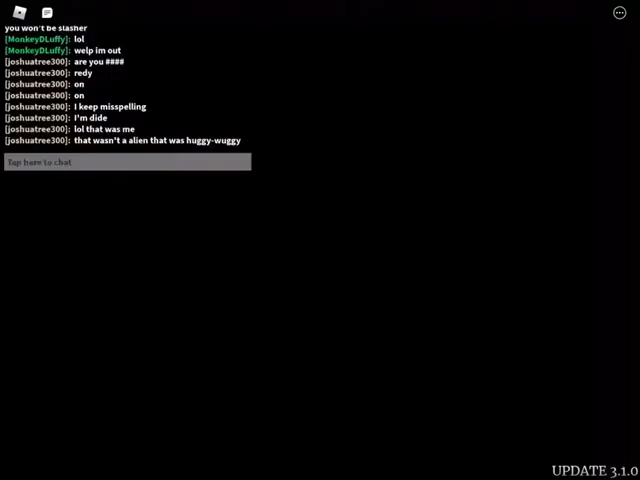 you won't be slasher
[MonkeyDLuffy]: lol
[MonkeyDLuffy]: welp im out
[joshuatree300]: are you ####
[joshuatree300]: redy
[joshuatree300]: on
[joshuatree300]: on
[joshuatree300]: I keep misspelling
[joshuatree300]: I'm dide
[joshuatree300]: lol that was me
[joshuatree300]: that wasn't a alien that was huggy-wuggy
Tap here to chat
UPDATE 3.1.0